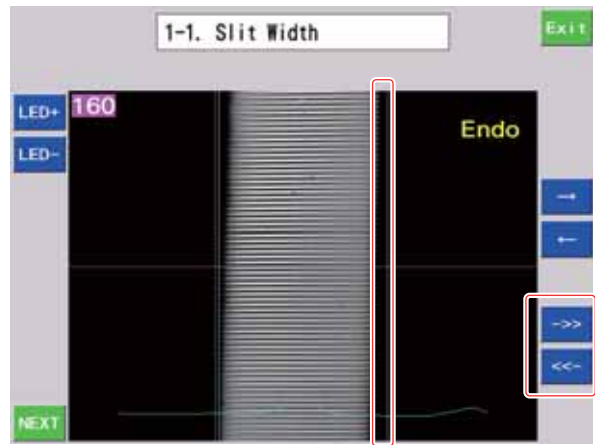 1-1. Slit Width
Exit
LED+
160
Endo
LED-
→
←
->>
<<-
NEXT